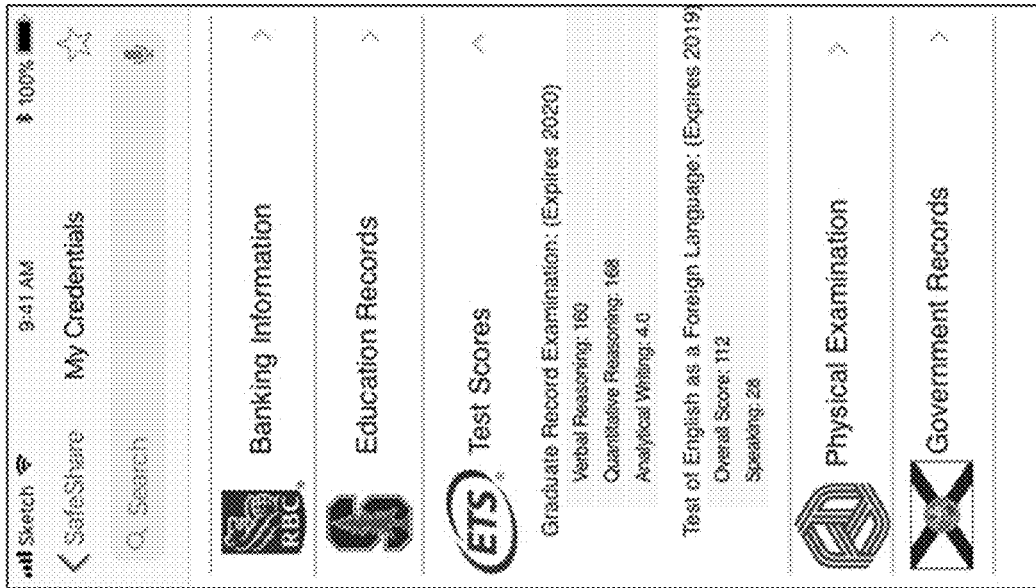 Sketch 9:41 AM 100%
SafeShare My Credentials
Search
RBC Banking Information
Education Records
ETS Test Scores
Graduate Record Examination: (Expires 2020)
Verbal Reasoning: 160
Quantitative Reasoning: 168
Analytical Writing: 4.0
Test of English as a Foreign Language: (Expires 2019)
Overall Score: 112
Speaking: 28
Physical Examination
Government Records